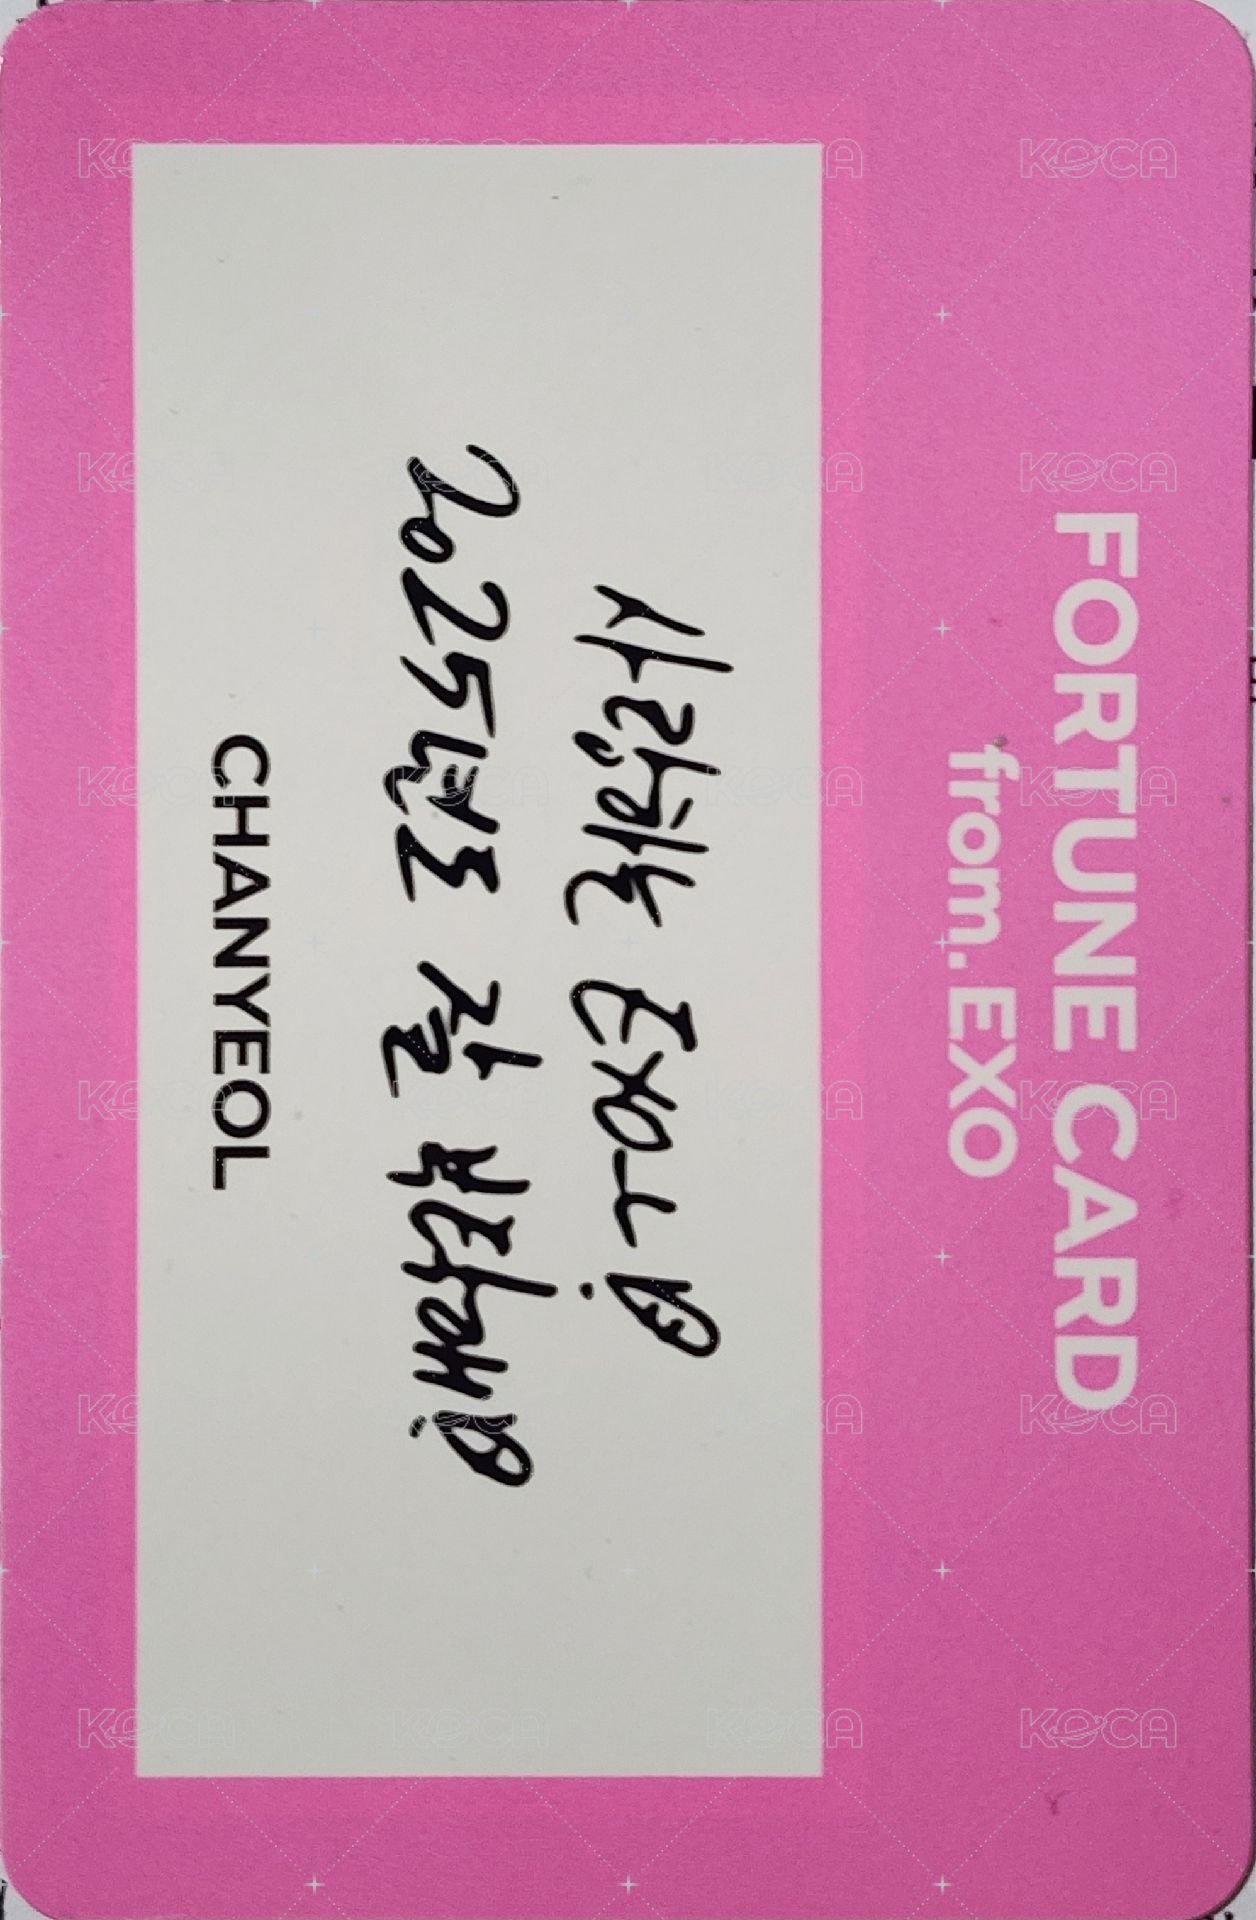 FORTUNE CARD
from. EXO
사랑하는 EXO-L!
2025년도 잘 부탁해!
CHANYEOL
KOCA